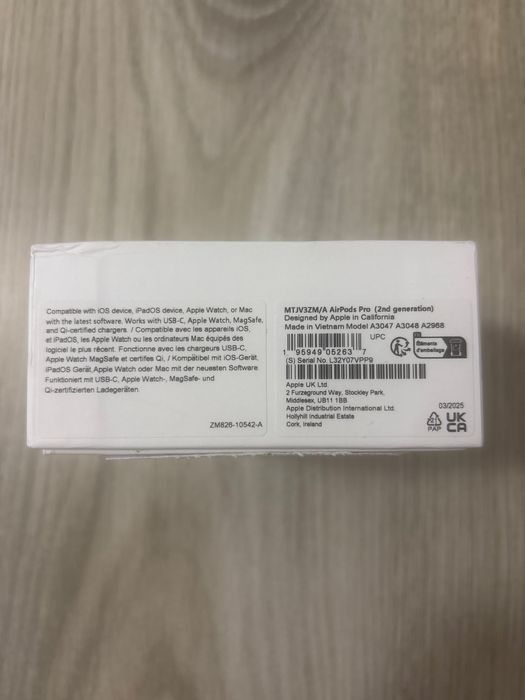 Compatible with iOS device, iPadOS device, Apple Watch, or Mac
with the latest software. Works with USB-C, Apple Watch, MagSafe,
and Qi-certified chargers. / Compatible avec les appareils iOS,
et iPadOS, les Apple Watch ou les ordinateurs Mac équipés des
logiciel le plus récent. Fonctionne avec les chargeurs USB-C,
Apple Watch MagSafe et certifes Qi, / Kompatibel mit iOS-Gerät,
iPadOS Gerät, Apple Watch oder Mac mit der neuesten Software.
Funktioniert mit USB-C, Apple Watch-, MagSafe- und
Qi-zertifizierten Ladegeräten.
ZM826-10542-A
MTJV3ZM/A AirPods Pro (2nd generation)
Designed by Apple in California
Made in Vietnam Model A3047 A3048 A2968
UPC
1 95949 05263 7
(S) Serial No. L32Y07VPP9
Éléments
d'emballage
Apple UK Ltd
2 Furzeground Way, Stockley Park,
Middlesex, UB11 1BB
Apple Distribution International Ltd.
Hollyhill Industrial Estate
Cork, Ireland
03/2025
21
PAP
UK
CA